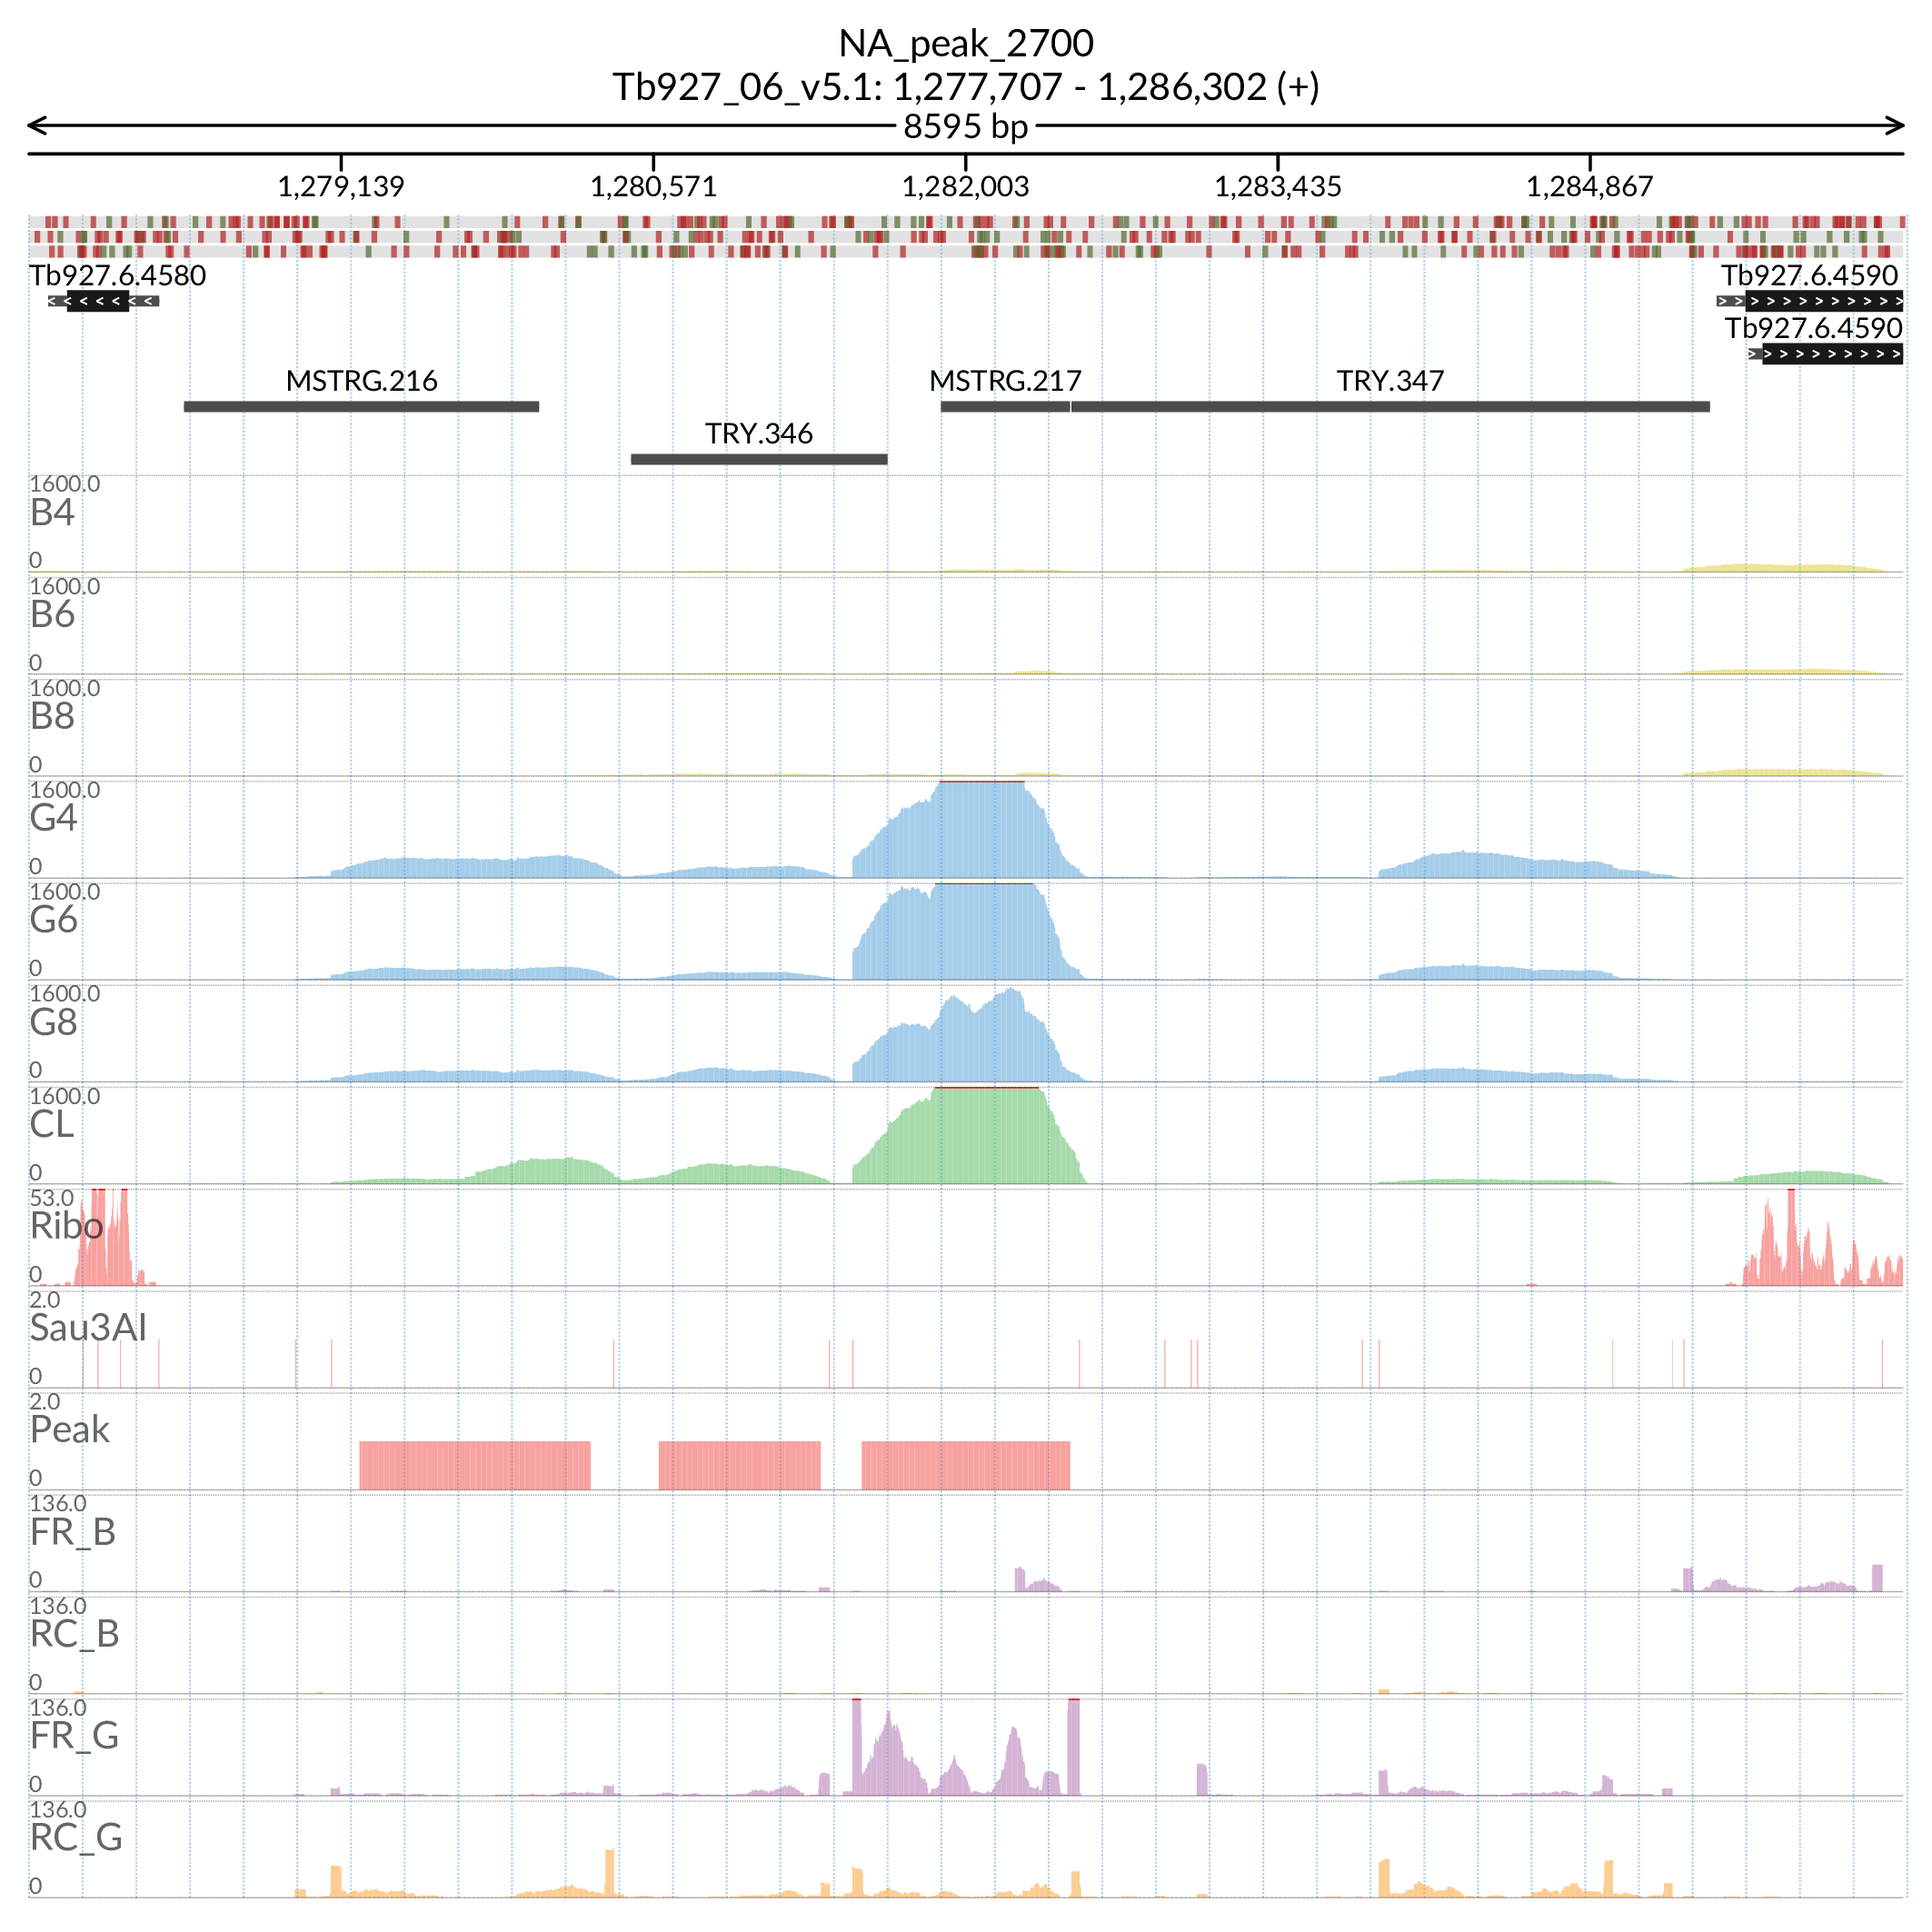 NA_peak_2700
Tb927_06_v5.1: 1,277,707 - 1,286,302 (+)
8595 bp
1,279,139 1,280,571 1,282,003 1,283,435 1,284,867
Tb927.6.4580 Tb927.6.4590
Tb927.6.4590
MSTRG.216 MSTRG.217 TRY.347
TRY.346
1600.0
B4
0
1600.0
B6
0
1600.0
B8
0
1600.0
G4
0
1600.0
G6
0
1600.0
G8
0
1600.0
CL
0
53.0
Ribo
0
2.0
Sau3AI
0
2.0
Peak
0
136.0
FR_B
0
136.0
RC_B
0
136.0
FR_G
0
136.0
RC_G
0